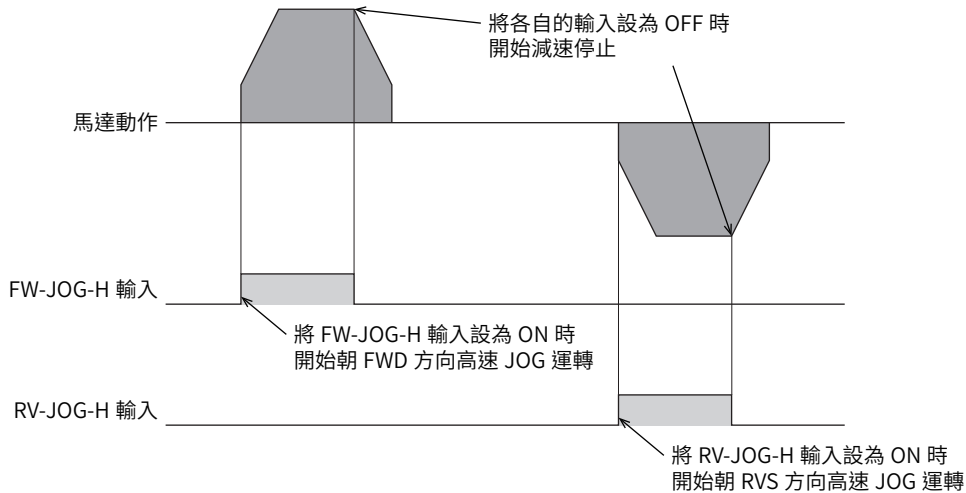 將各自的輸入設為 OFF 時
開始減速停止
馬達動作
FW-JOG-H 輸入
將 FW-JOG-H 輸入設為 ON 時
開始朝 FWD 方向高速 JOG 運轉
RV-JOG-H 輸入
將 RV-JOG-H 輸入設為 ON 時
開始朝 RVS 方向高速 JOG 運轉